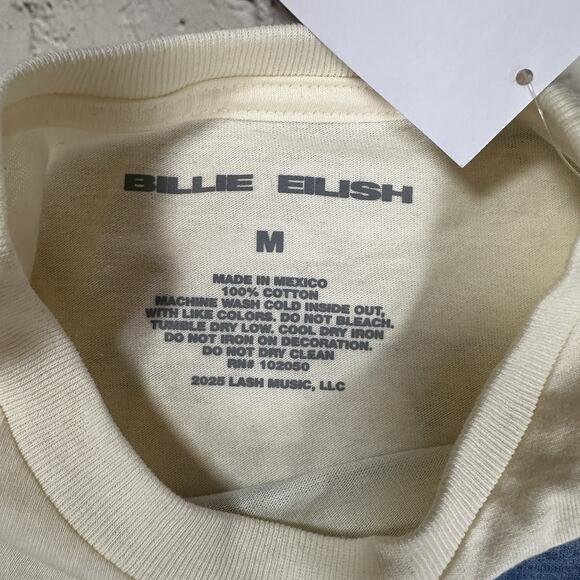 BILLIE EILISH
M
MADE IN MEXICO
100% COTTON
MACHINE WASH COLD INSIDE OUT,
WITH LIKE COLORS. DO NOT BLEACH.
TUMBLE DRY LOW. COOL DRY IRON
DO NOT IRON ON DECORATION.
DO NOT DRY CLEAN
RN# 102050
2025 LASH MUSIC, LLC